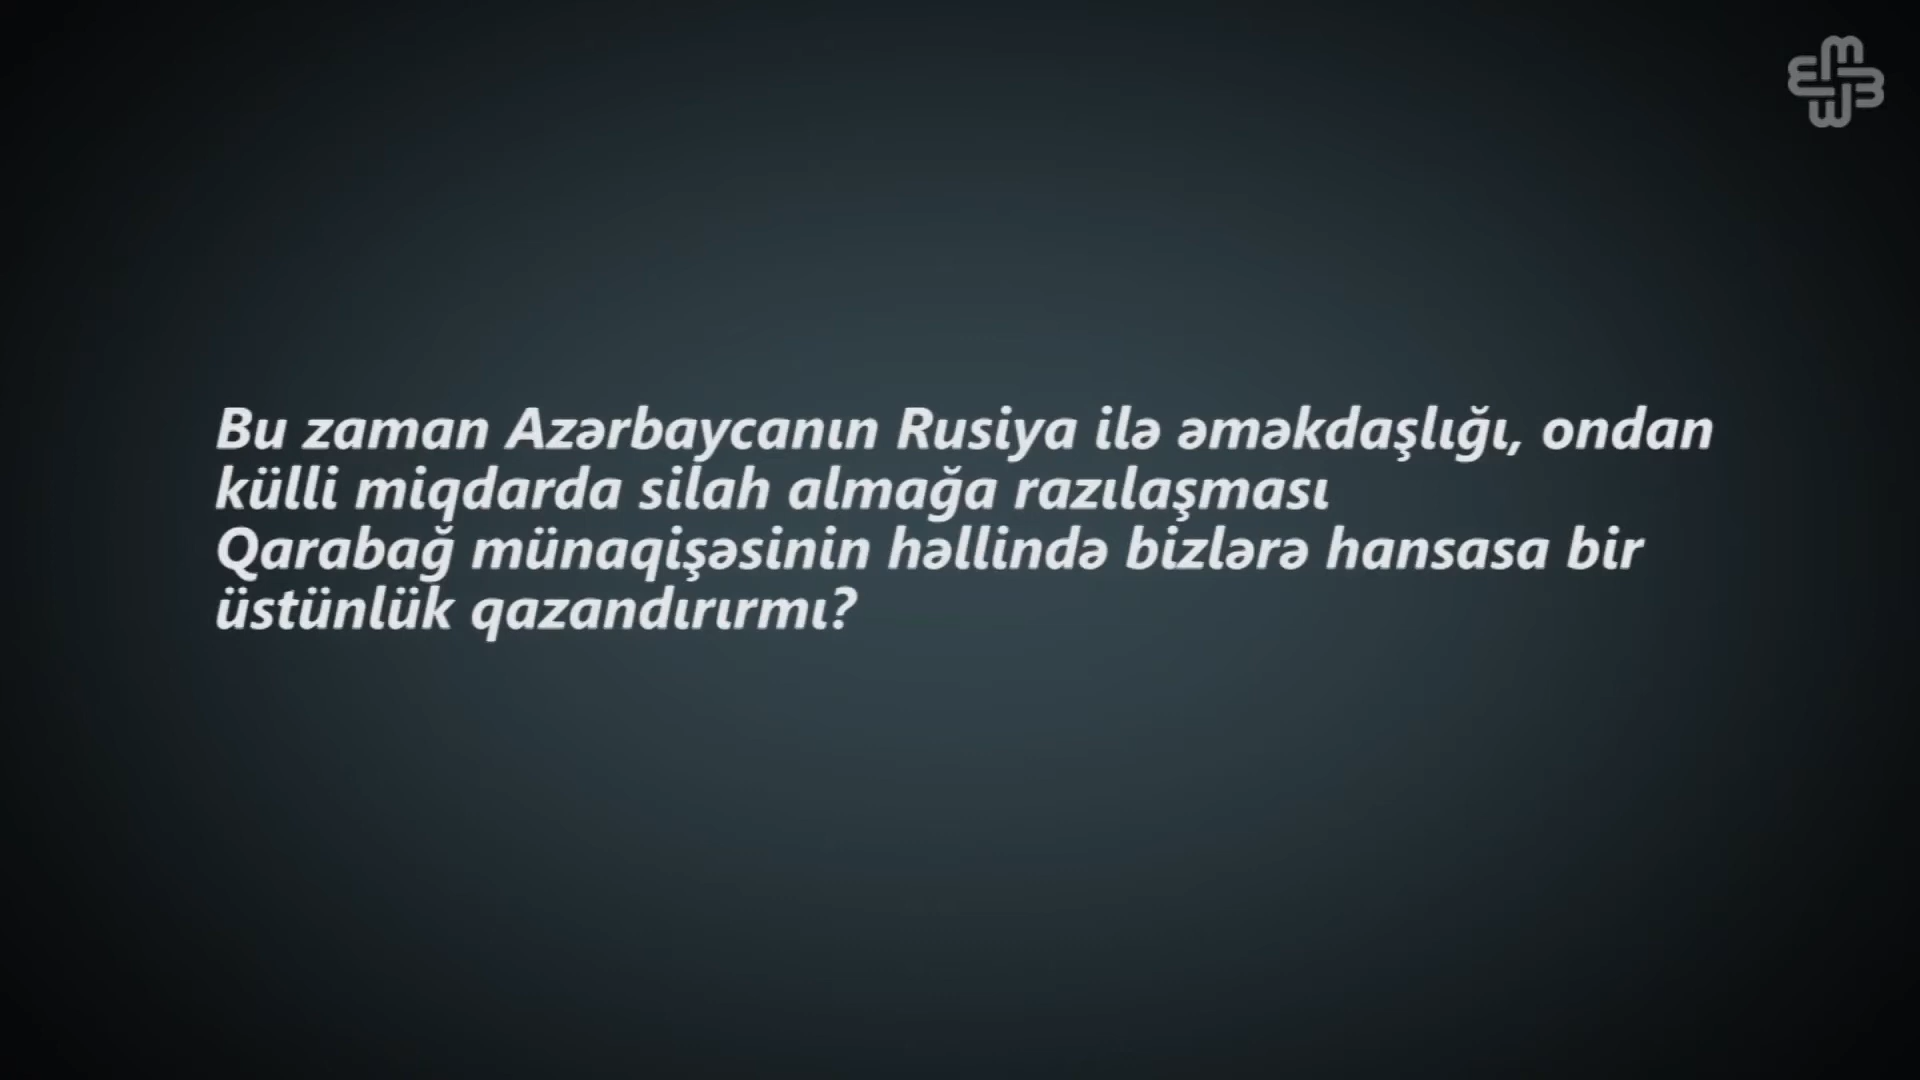 Bu zaman Azərbaycanın Rusiya ilə əməkdaşlığı, ondan
külli miqdarda silah almağa razılaşması
Qarabağ münaqişəsinin həllində bizlərə hansasa bir
üstünlük qazandırırmı?